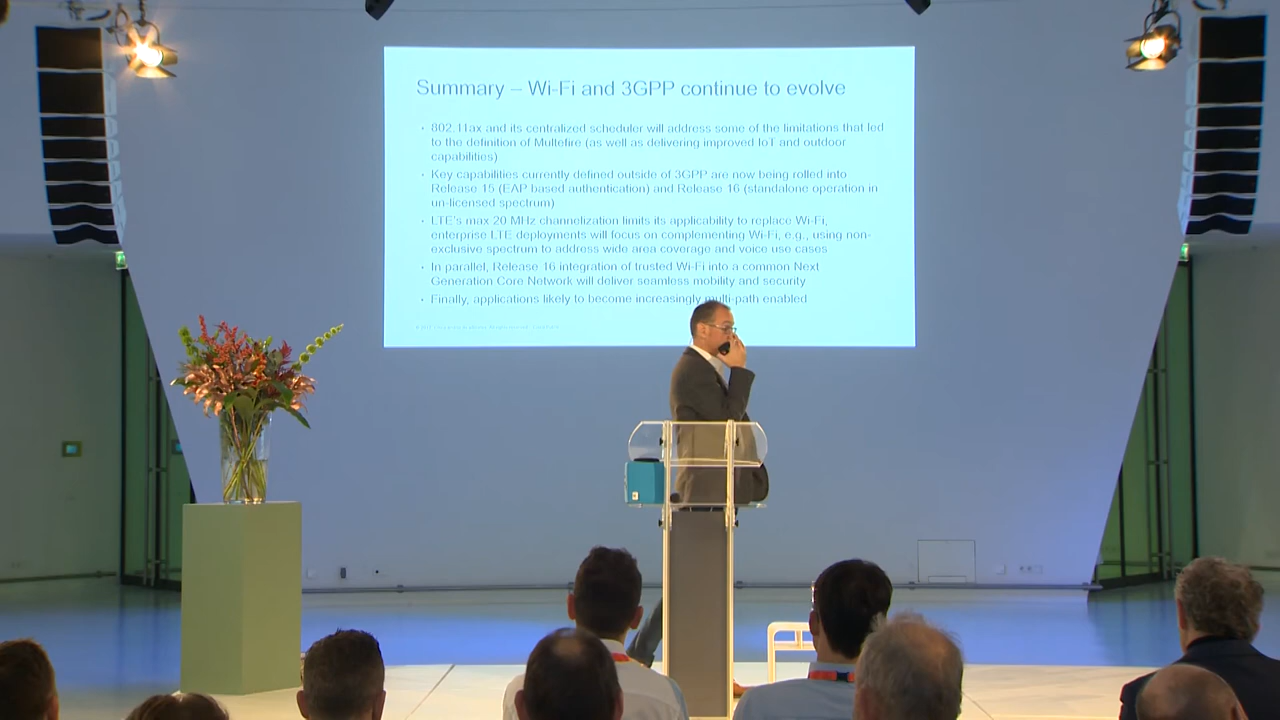 Summary – Wi-Fi and 3GPP continue to evolve
• 802.11ax and its centralized scheduler will address some of the limitations that led
to the definition of Multefire (as well as delivering improved IoT and outdoor
capabilities)
• Key capabilities currently defined outside of 3GPP are now being rolled into
Release 15 (EAP based authentication) and Release 16 (standalone operation in
un-licensed spectrum)
• LTE's max 20 MHz channelization limits its applicability to replace Wi-Fi,
enterprise LTE deployments will focus on complementing Wi-Fi, e.g., using non-
exclusive spectrum to address wide area coverage and voice use cases
• In parallel, Release 16 integration of trusted Wi-Fi into a common Next
Generation Core Network will deliver seamless mobility and security
• Finally, applications likely to become increasingly multi-path enabled